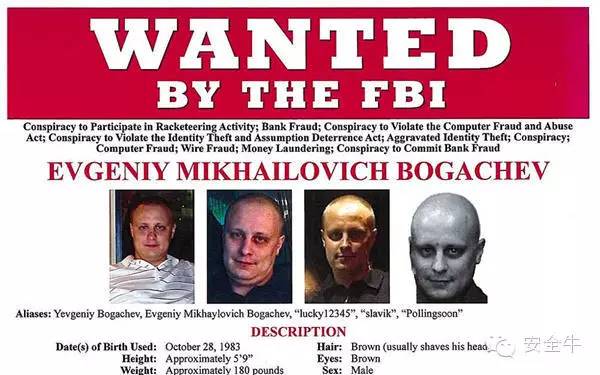 WANTED
BY THE FBI
Conspiracy to Participate in Racketeering Activity; Bank Fraud; Conspiracy to Violate the Computer Fraud and Abuse
Act; Conspiracy to Violate the Identity Theft and Assumption Deterrence Act; Aggravated Identity Theft; Conspiracy;
Computer Fraud; Wire Fraud; Money Laundering; Conspiracy to Commit Bank Fraud
EVGENIY MIKHAILOVICH BOGACHEV
Aliases: Yevgeniy Bogachev, Evgeniy Mikhaylovich Bogachev, "lucky12345", "slavik", "Pollingsoon"
DESCRIPTION
Date(s) of Birth Used: October 28, 1983 Hair: Brown (usually shaves his head)
Height: Approximately 5'9" Eyes: Brown
Weight: Approximately 180 pounds Sex: Male
安全牛